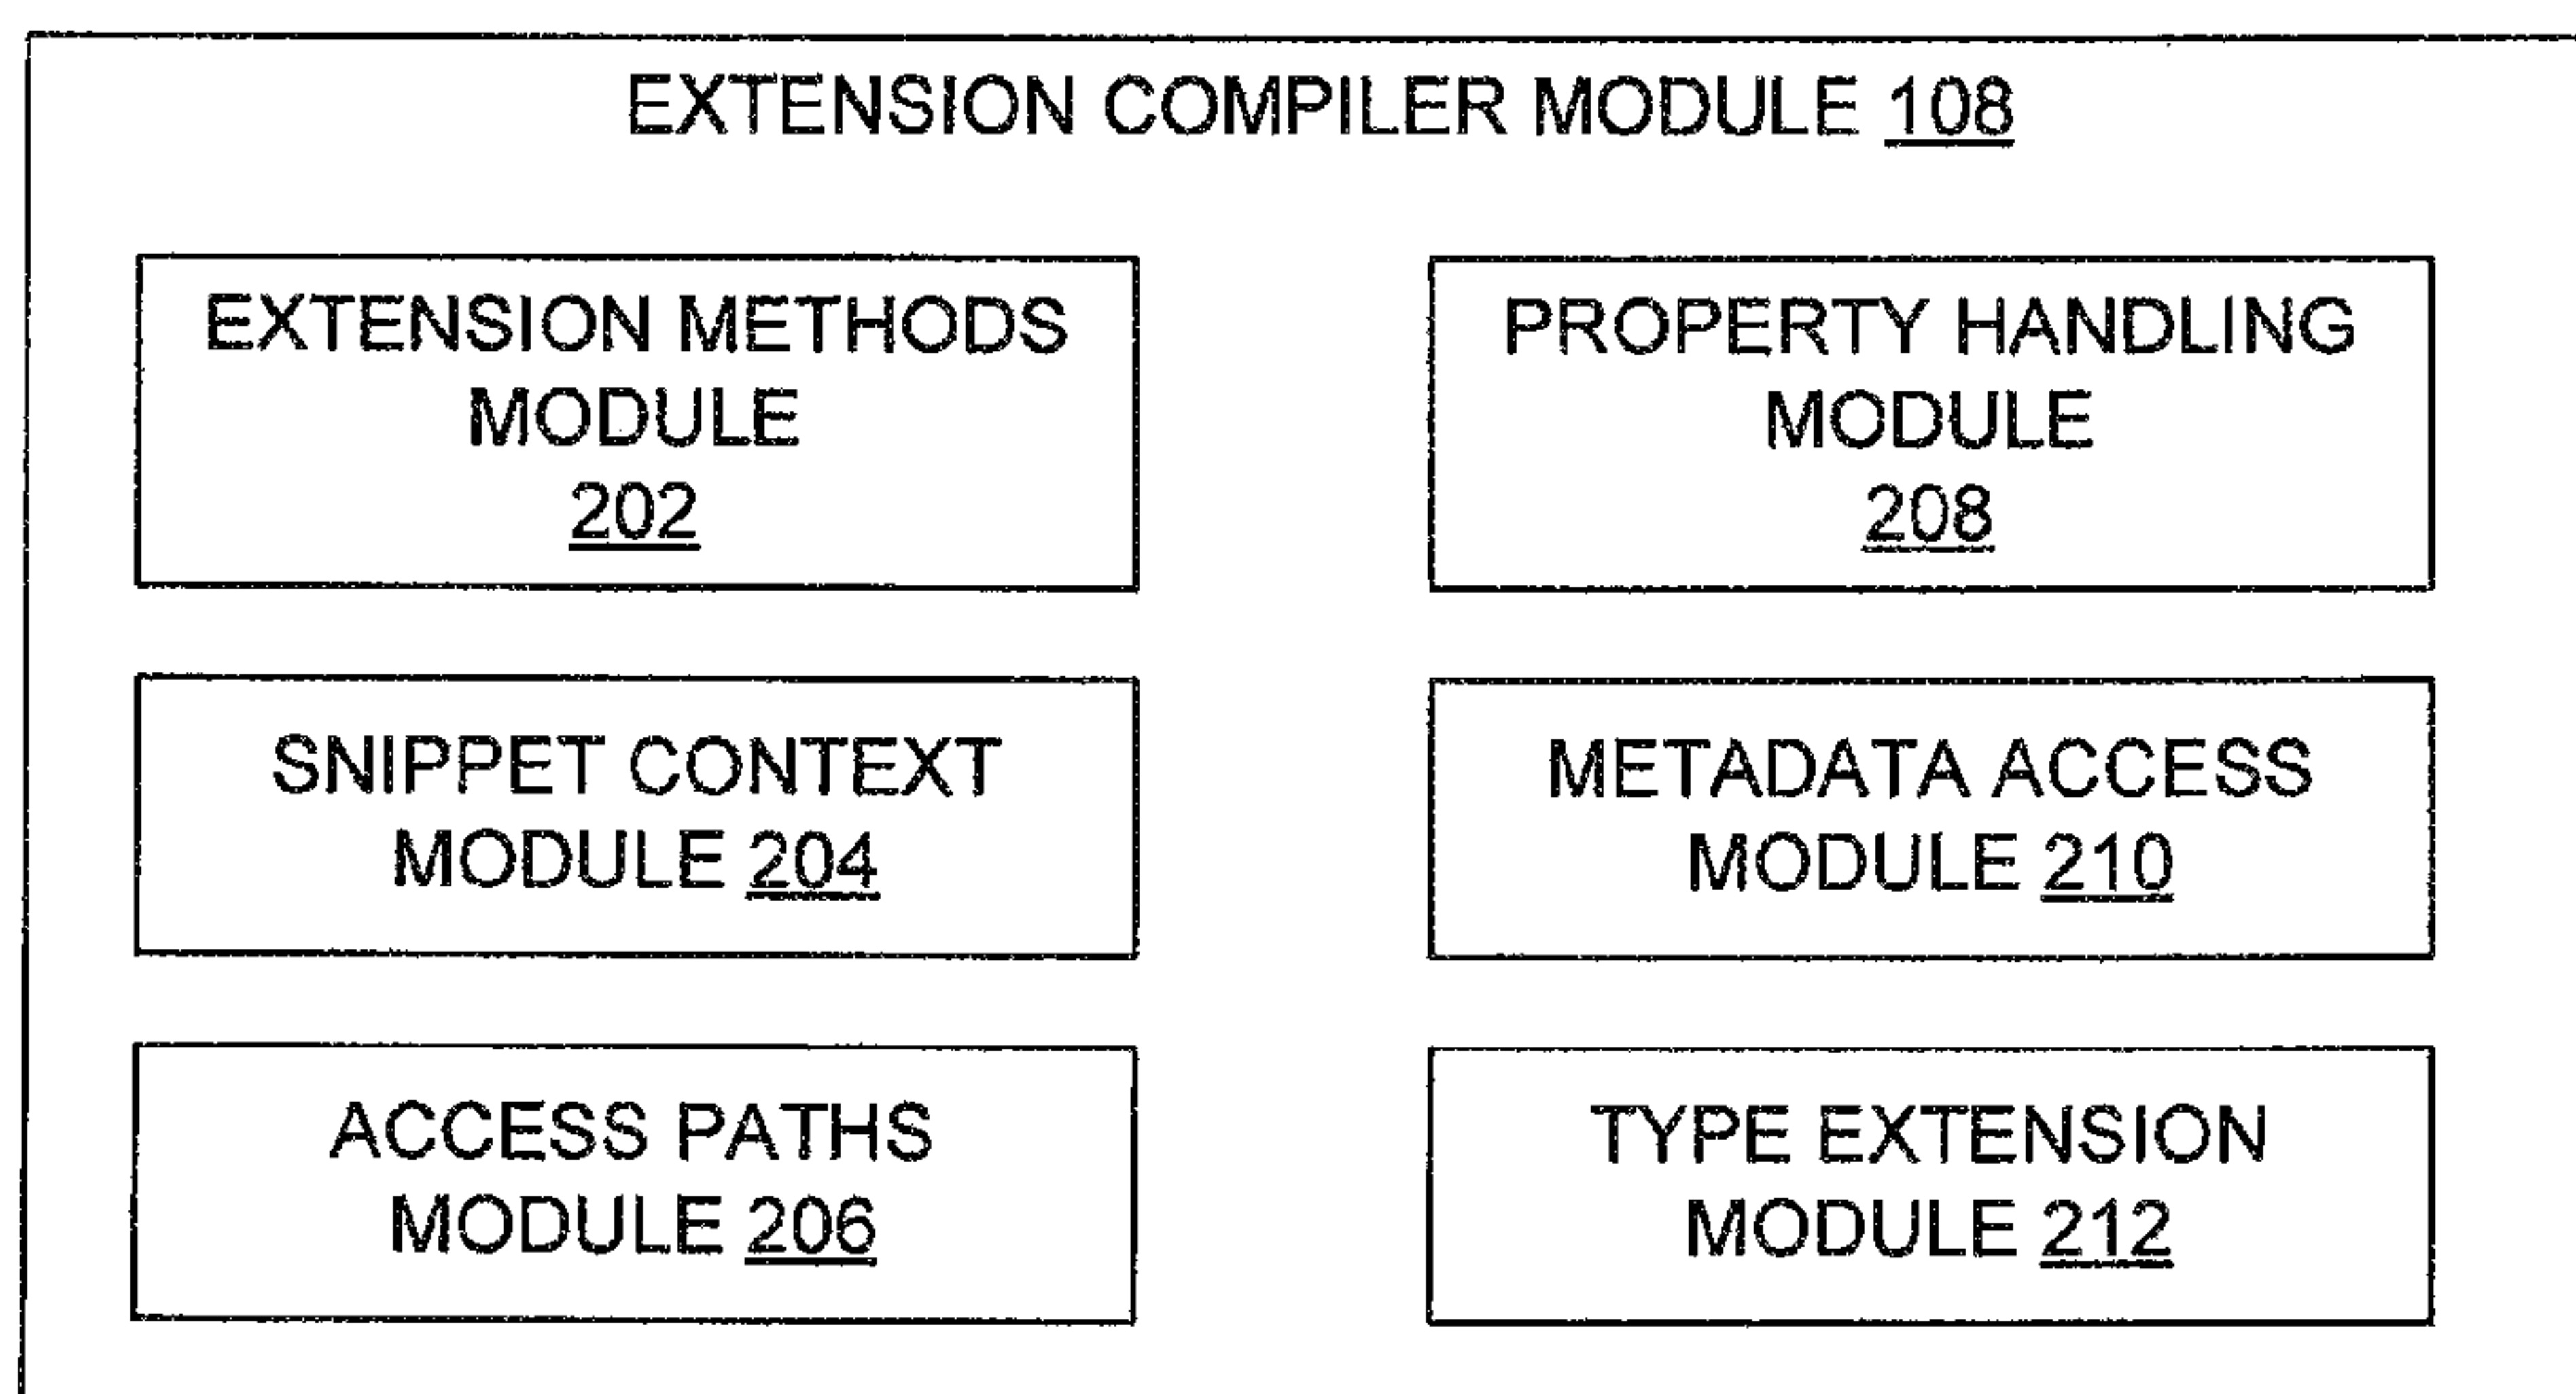 EXTENSION COMPILER MODULE 108
EXTENSION METHODS
MODULE
202
PROPERTY HANDLING
MODULE
208
SNIPPET CONTEXT
MODULE 204
METADATA ACCESS
MODULE 210
ACCESS PATHS
MODULE 206
TYPE EXTENSION
MODULE 212